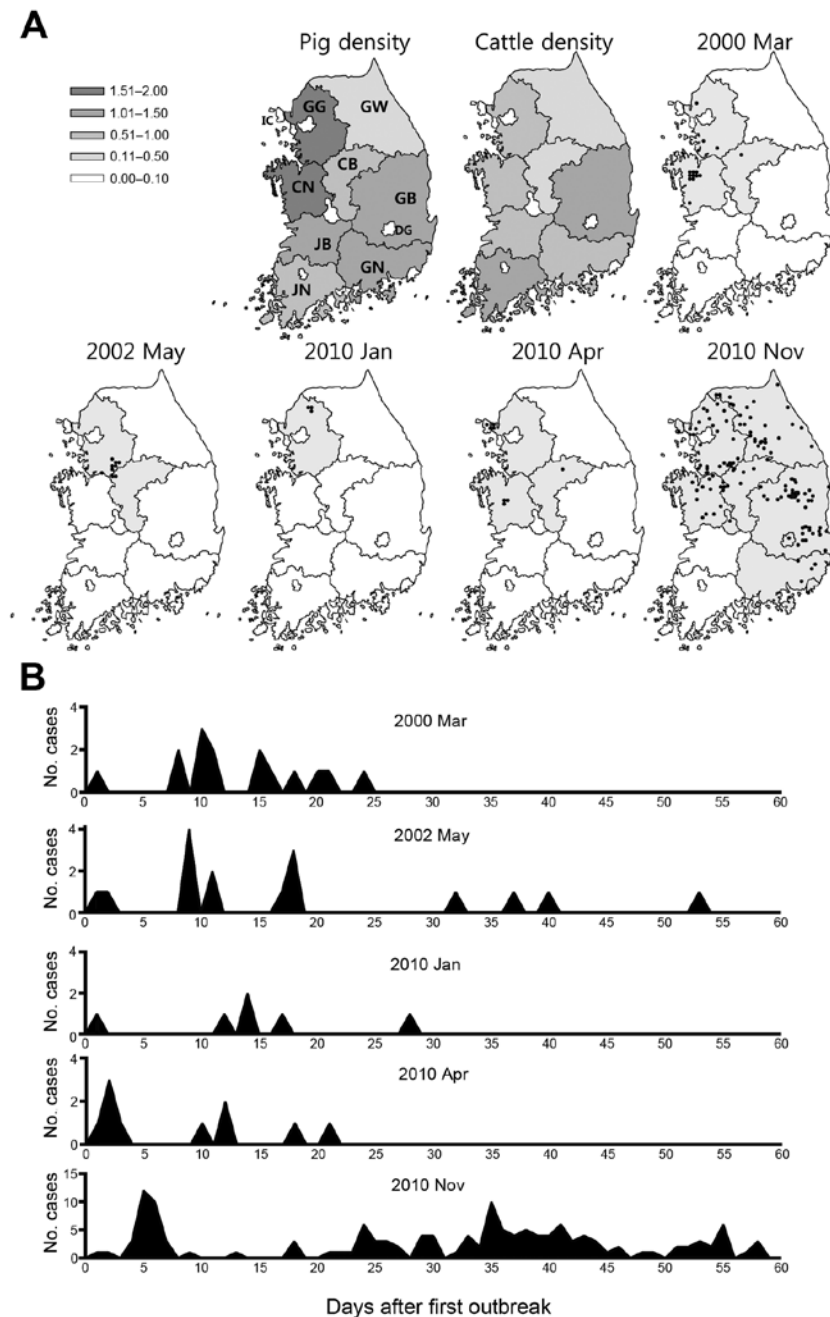 A
Pig density
Cattle density
2000 Mar
1.51–2.00
1.01–1.50
0.51–1.00
0.11–0.50
0.00–0.10
IC
GG
GW
CB
CN
GB
DG
JB
GN
JN
2002 May
2010 Jan
2010 Apr
2010 Nov
B
No. cases
4
2
0
2000 Mar
0 5 10 15 20 25 30 35 40 45 50 55 60
No. cases
4
2
0
2002 May
0 5 10 15 20 25 30 35 40 45 50 55 60
No. cases
4
2
0
2010 Jan
0 5 10 15 20 25 30 35 40 45 50 55 60
No. cases
4
2
0
2010 Apr
0 5 10 15 20 25 30 35 40 45 50 55 60
No. cases
15
10
5
0
2010 Nov
0 5 10 15 20 25 30 35 40 45 50 55 60
Days after first outbreak